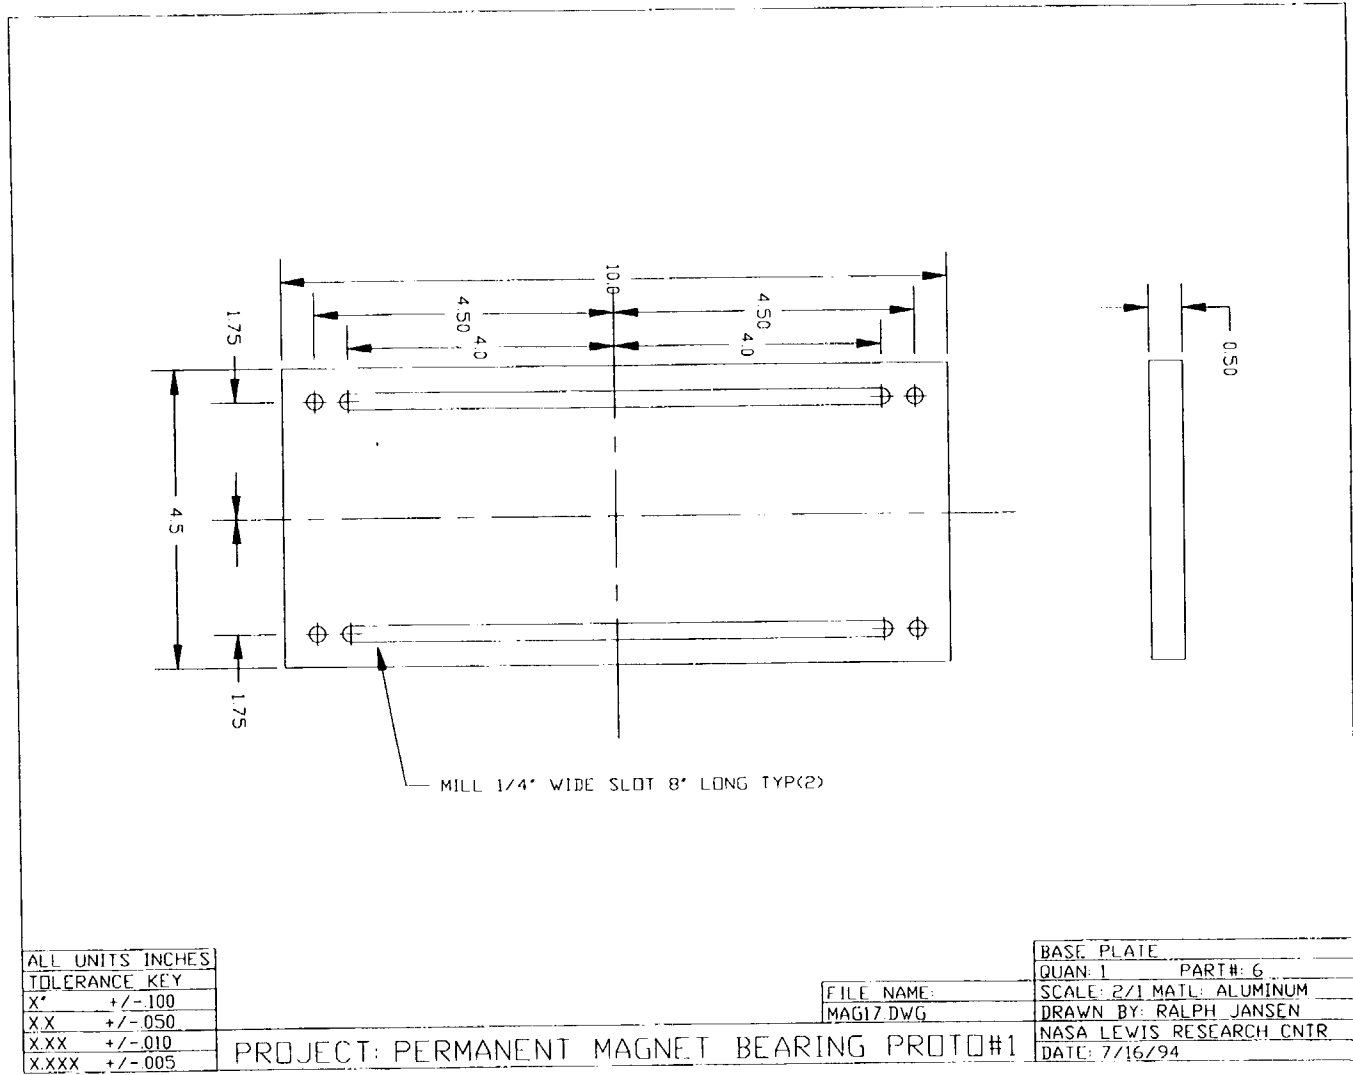 10.0
4.50
4.50
4.0
4.0
1.75
4.5
1.75
0.50
MILL 1/4" WIDE SLOT 8" LONG TYP(2)
ALL UNITS INCHES
TOLERANCE KEY
X" +/-.100
X.X +/-.050
X.XX +/-.010
X.XXX +/-.005
PROJECT: PERMANENT MAGNET BEARING PROTO#1
FILE NAME:
MAG17.DWG
BASE PLATE
QUAN: 1 PART#: 6
SCALE: 2/1 MATL: ALUMINUM
DRAWN BY: RALPH JANSEN
NASA LEWIS RESEARCH CNTR
DATE: 7/16/94